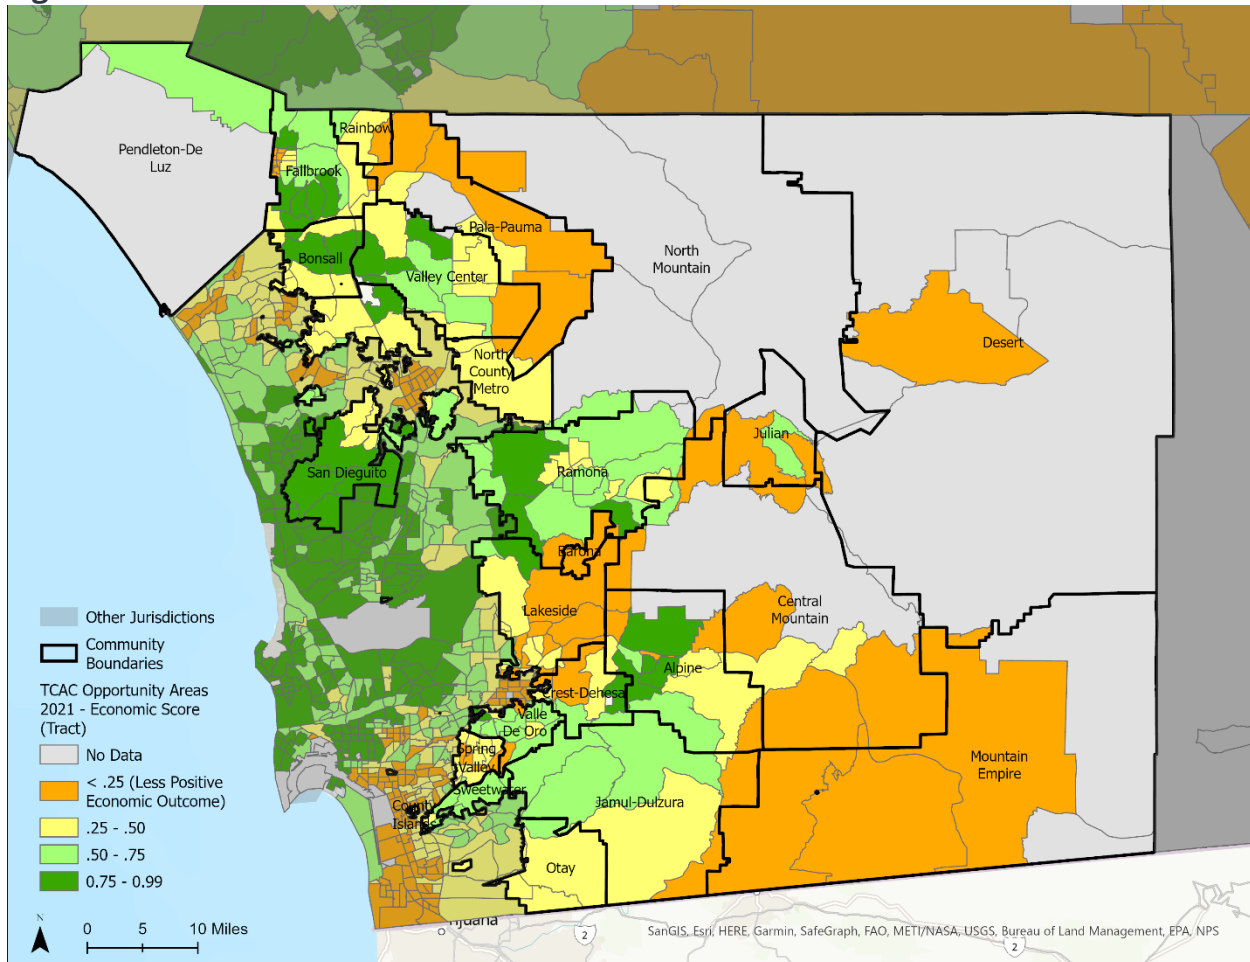 Pendleton-De
Luz
Rainbow
Fallbrook
Pala-Pauma
Bonsall
Valley Center
North
Mountain
Desert
North
County
Metro
Julian
San Dieguito
Ramona
Barona
Lakeside
Central
Mountain
Alpine
Crest-Dehesa
Valle
De Oro
Spring
Valley
Sweetwater
County
Islands
Jamul-Dulzura
Mountain
Empire
Otay
Other Jurisdictions
Community
Boundaries
TCAC Opportunity Areas
2021 - Economic Score
(Tract)
No Data
< .25 (Less Positive
Economic Outcome)
.25 - .50
.50 - .75
0.75 - 0.99
N
0 5 10 Miles
2
2
SanGIS, Esri, HERE, Garmin, SafeGraph, FAO, METI/NASA, USGS, Bureau of Land Management, EPA, NPS